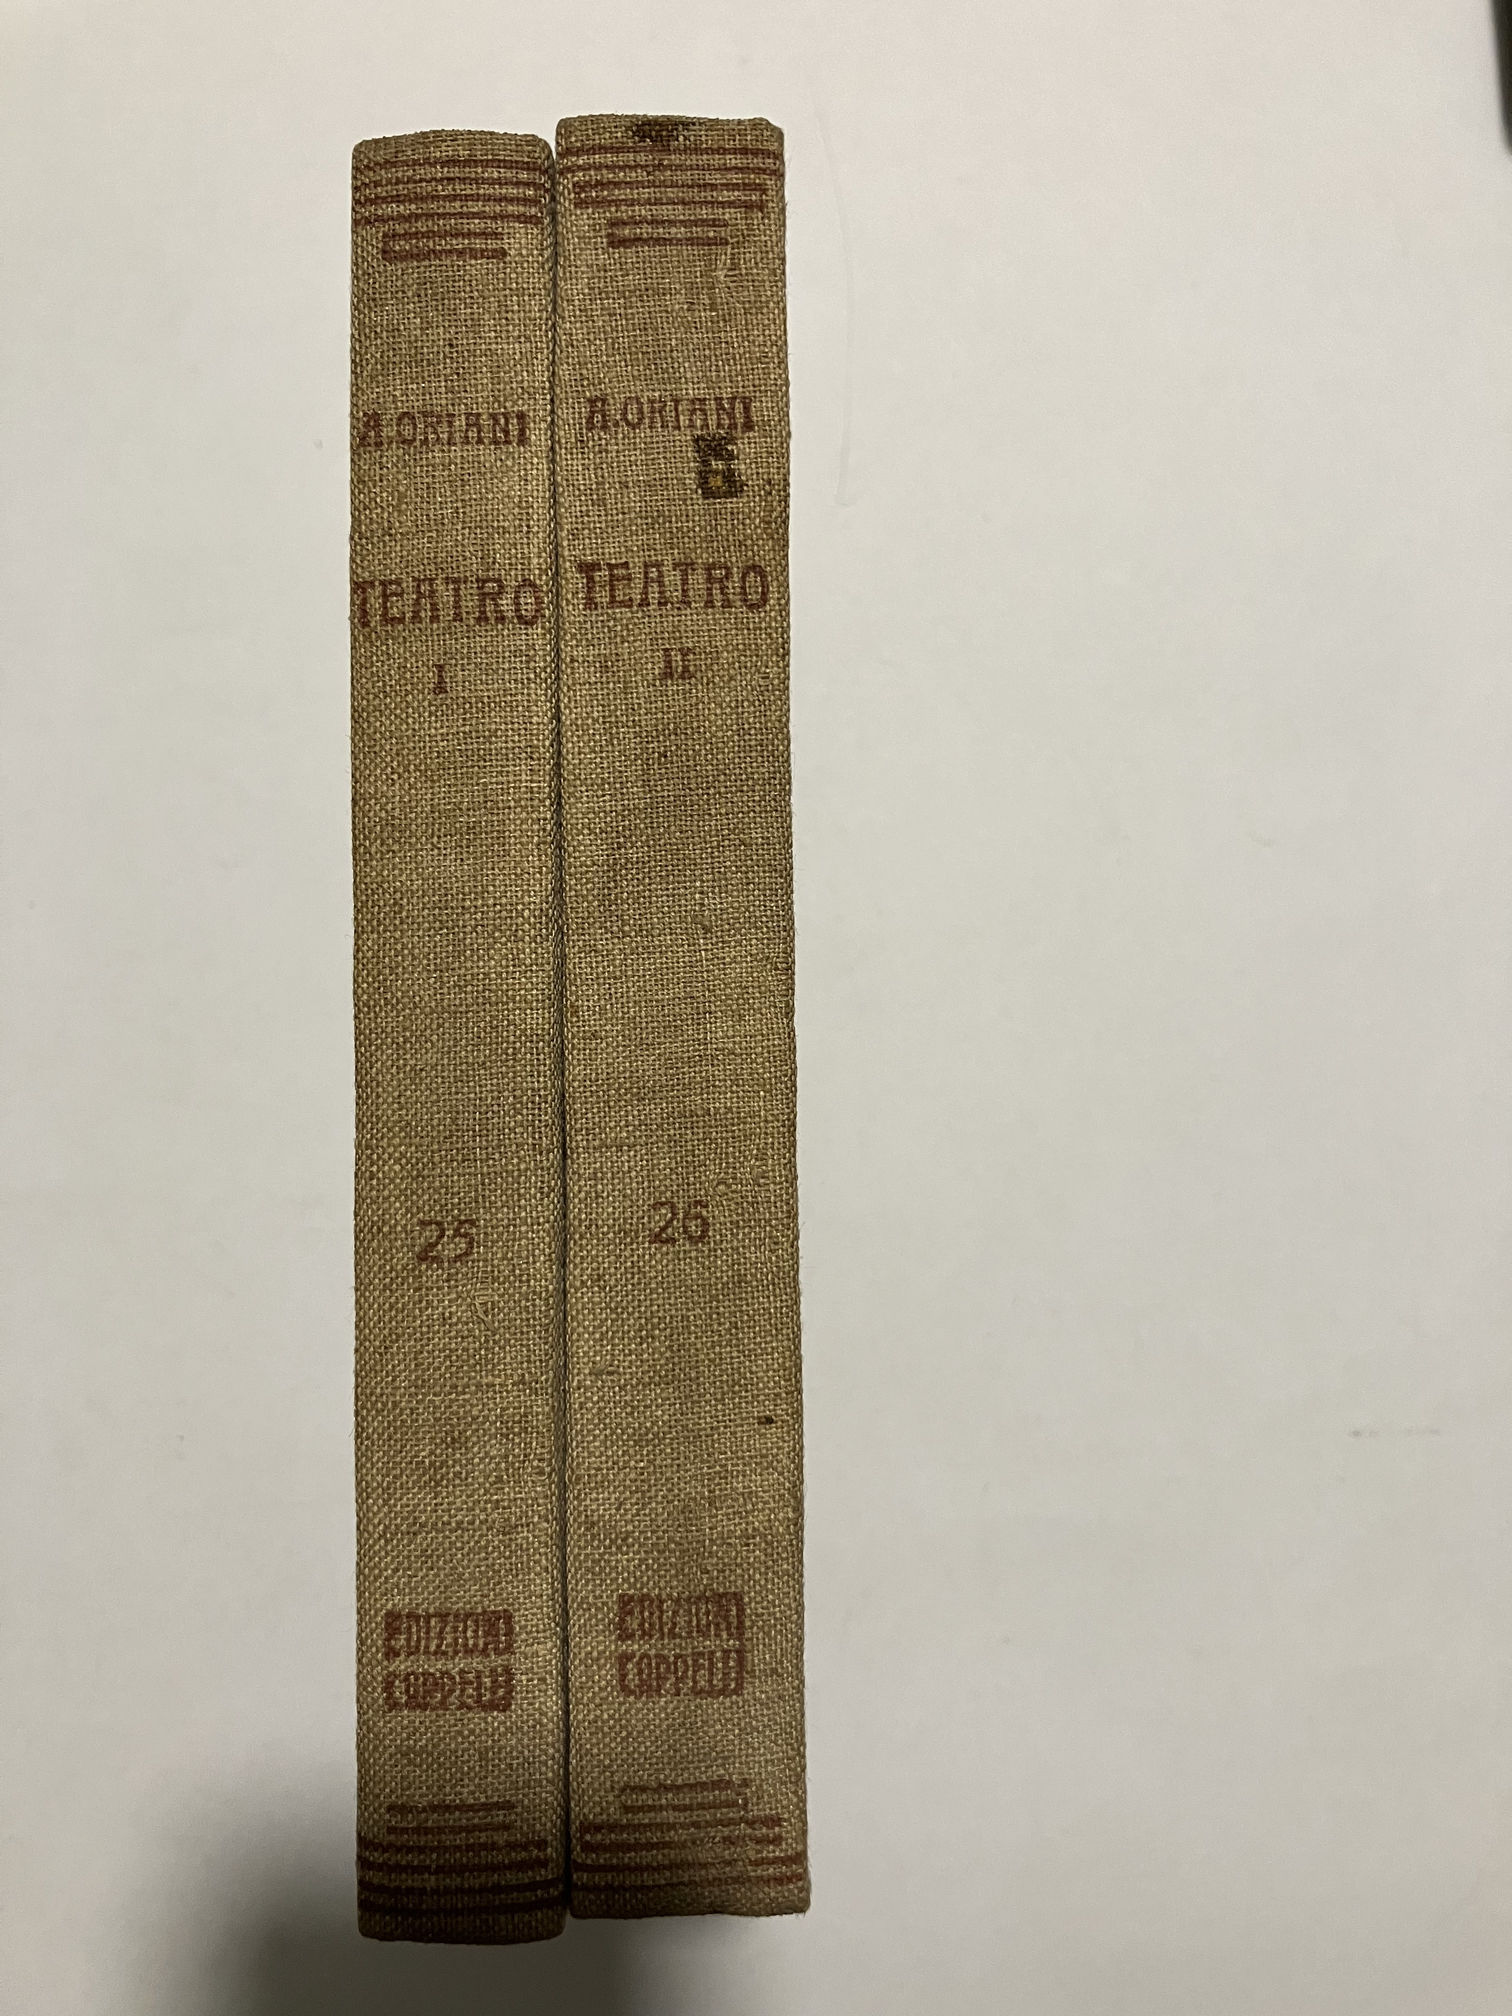 A. ORIANI
TEATRO
I
25
EDIZIONI
CAPPELLI
A. ORIANI
TEATRO
II
26
EDIZIONI
CAPPELLI